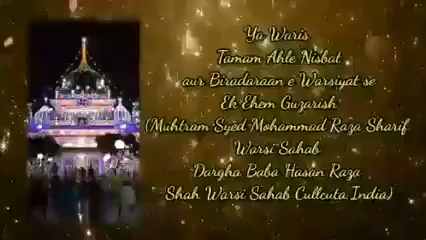 Ya Waris
Tamam Ahle Nisbat
aur Biradaraan e Warsiyat se
Ek Ehem Guzarish
(Muhtram Syed Mohammad Raza Sharif
Warsi Sahab
Dargha Baba Hasan Raza
Shah Warsi Sahab Cullcuta,India)